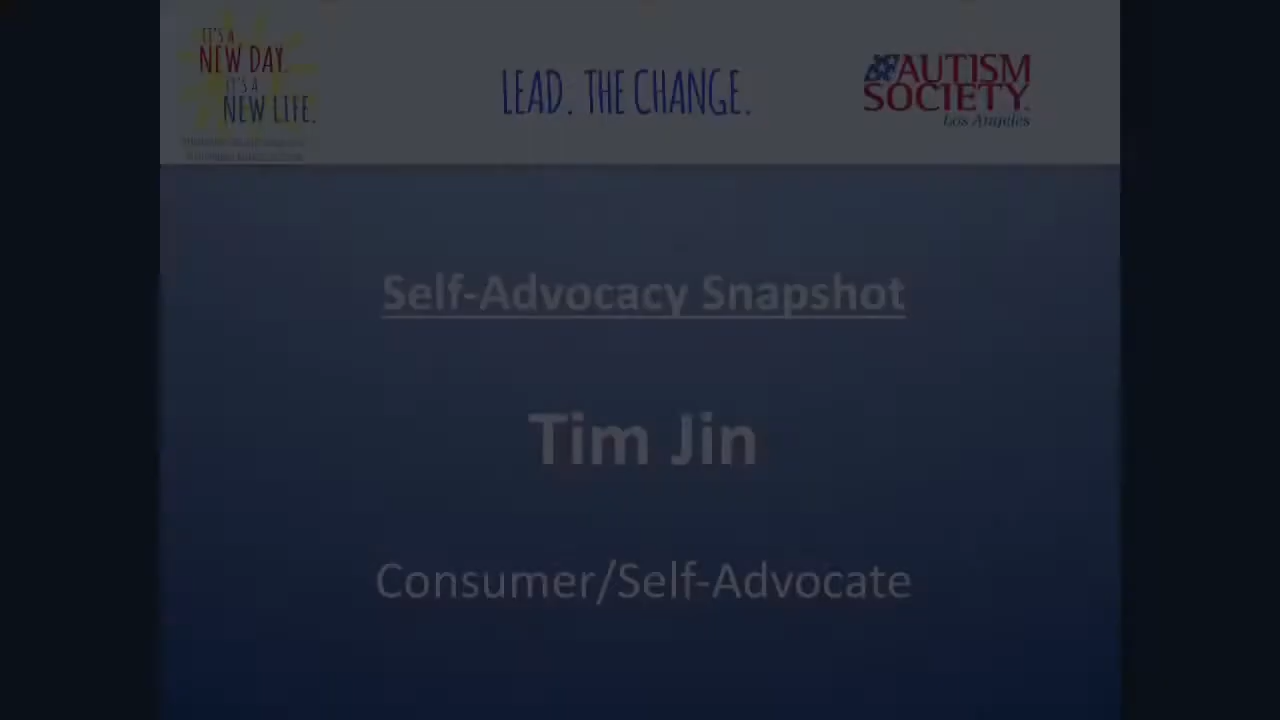 IT'S A
NEW DAY.
IT'S A
NEW LIFE.
LEAD. THE CHANGE.
AUTISM
SOCIETY
Los Angeles
Self-Advocacy Snapshot
Tim Jin
Consumer/Self-Advocate